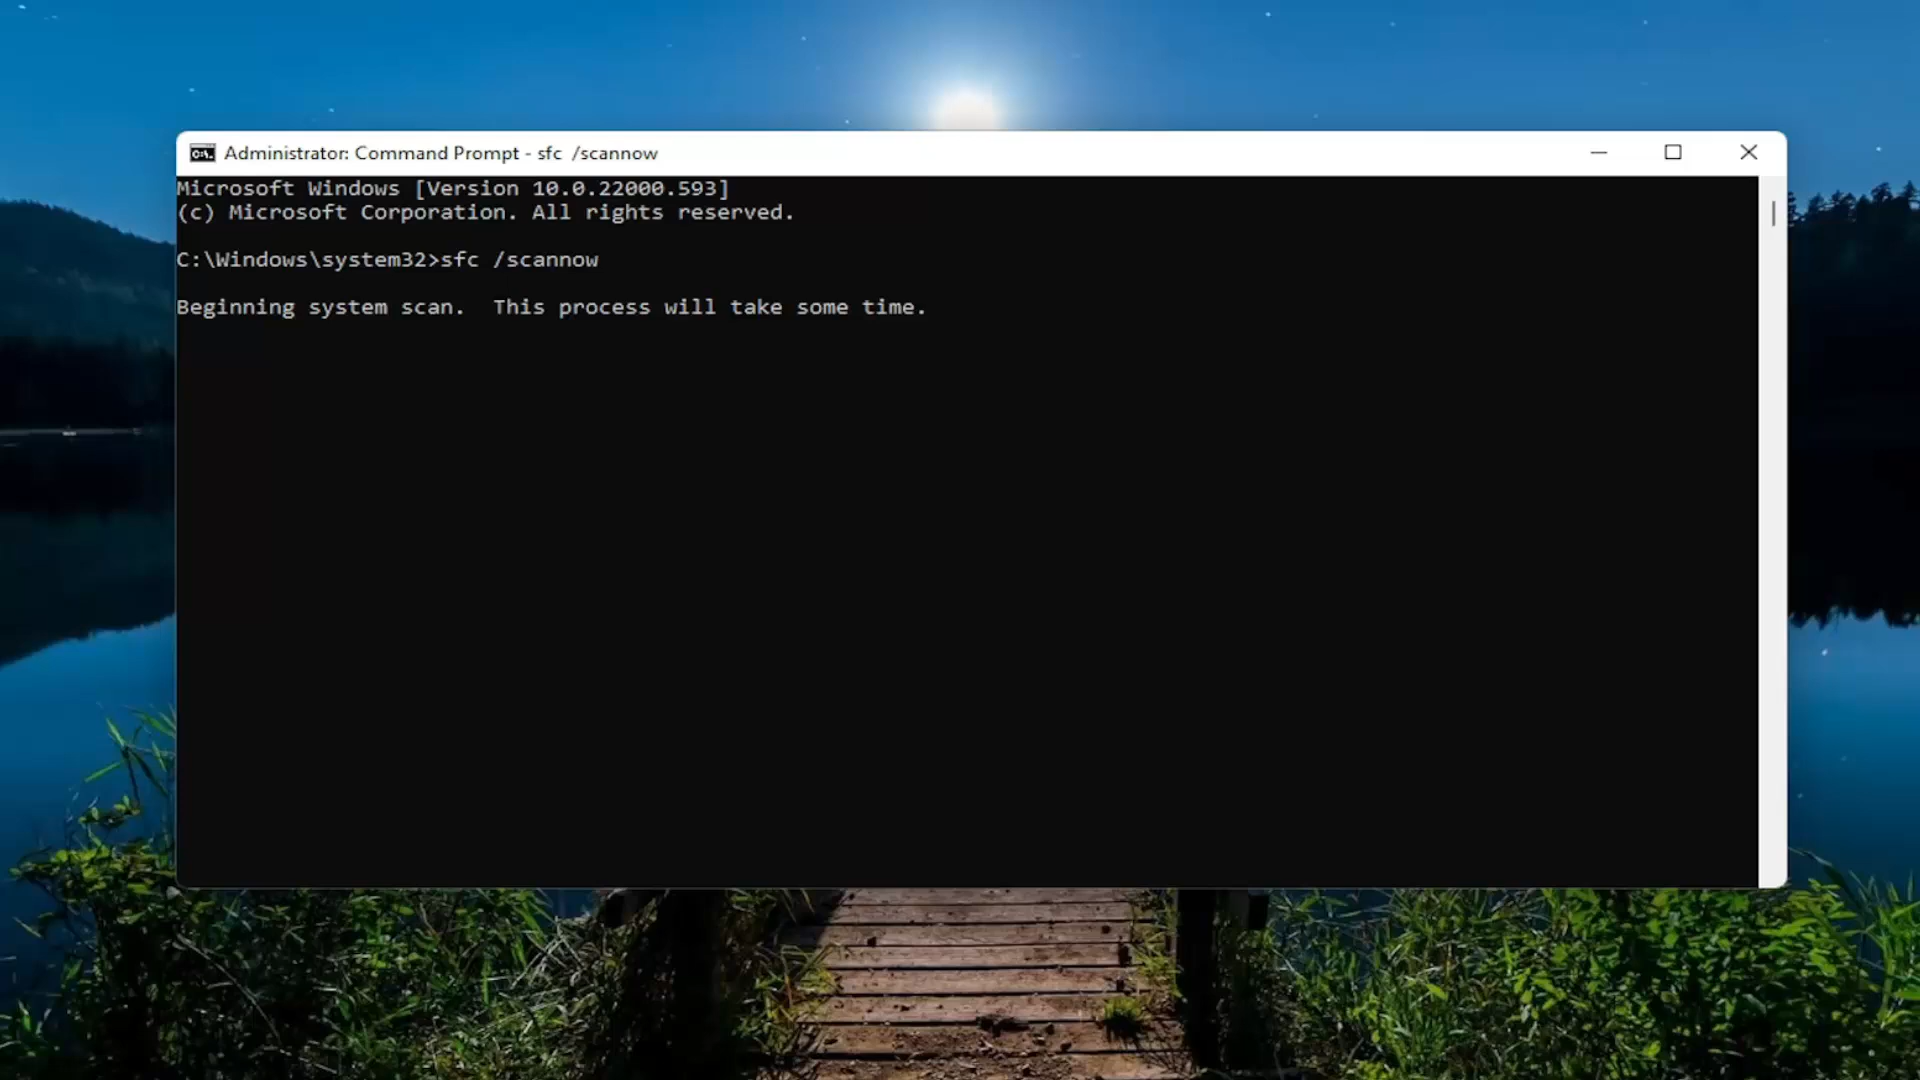 Administrator: Command Prompt - sfc  /scannow
Microsoft Windows [Version 10.0.22000.593]
(c) Microsoft Corporation. All rights reserved.
C:\Windows\system32>sfc /scannow
Beginning system scan.  This process will take some time.